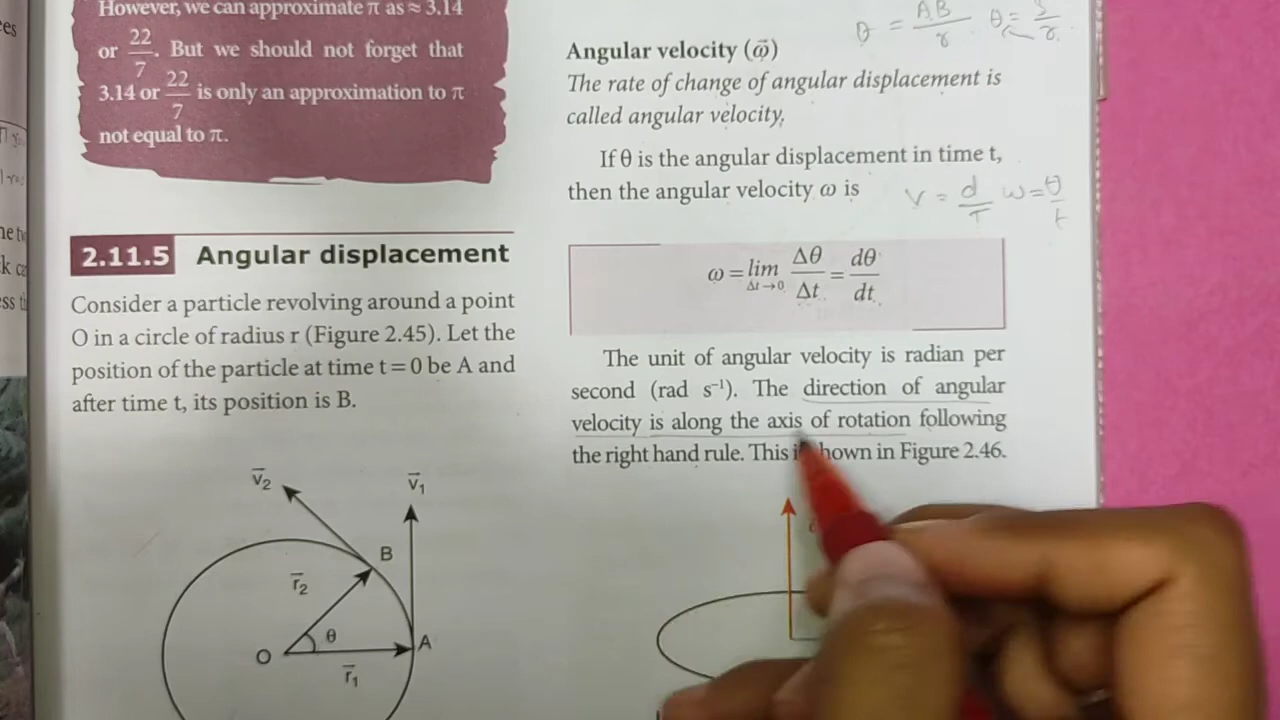 However, we can approximate π as ≈ 3.14
or 22/7. But we should not forget that
3.14 or 22/7 is only an approximation to π
not equal to π.
2.11.5 Angular displacement
Consider a particle revolving around a point
O in a circle of radius r (Figure 2.45). Let the
position of the particle at time t = 0 be A and
after time t, its position is B.
v⃗2
v⃗1
B
r⃗2
θ
O
A
r⃗1
θ = AB/r θ = S/r
Angular velocity (ω⃗)
The rate of change of angular displacement is
called angular velocity.
If θ is the angular displacement in time t,
then the angular velocity ω is
v = d/T ω = θ/t
ω = lim Δt→0 Δθ/Δt = dθ/dt
The unit of angular velocity is radian per
second (rad s⁻¹). The direction of angular
velocity is along the axis of rotation following
the right hand rule. This is shown in Figure 2.46.